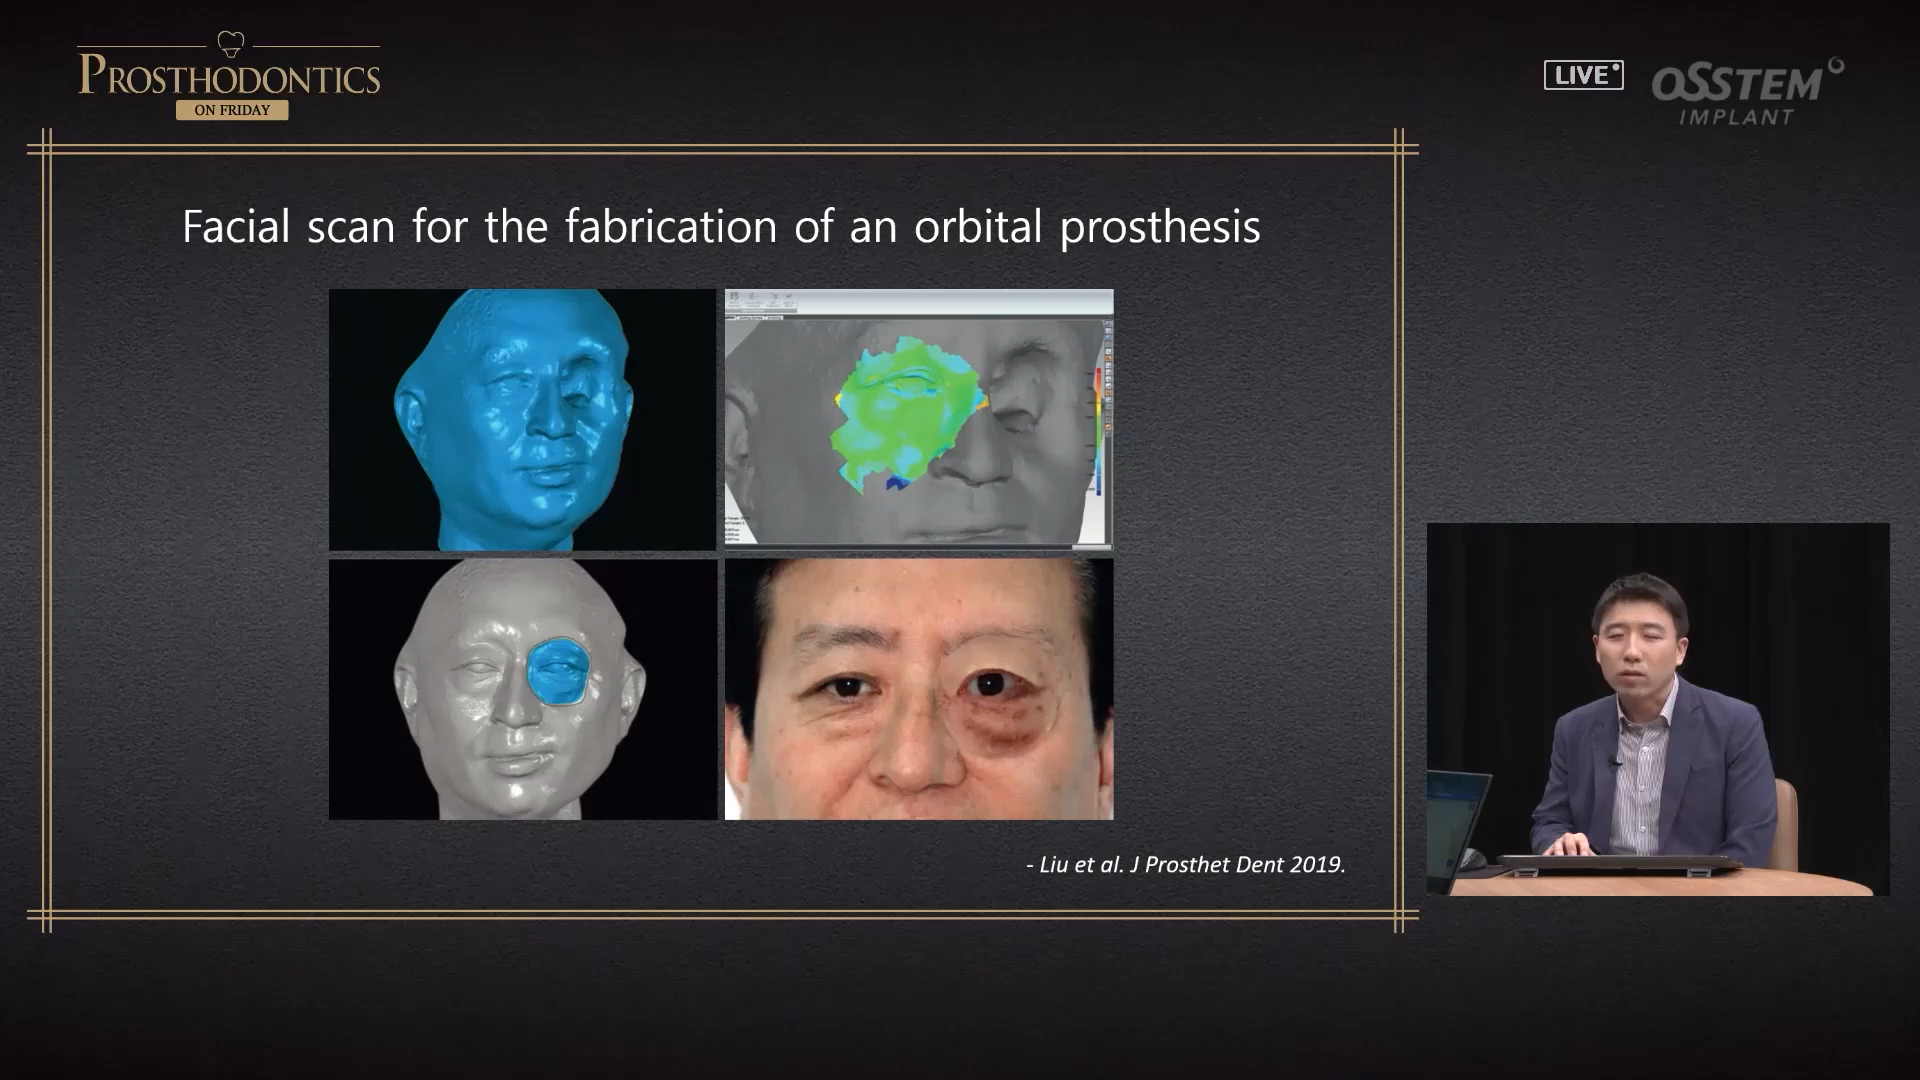 PROSTHODONTICS
ON FRIDAY
LIVE
OSSTEM
IMPLANT
Facial scan for the fabrication of an orbital prosthesis
- Liu et al. J Prosthet Dent 2019.